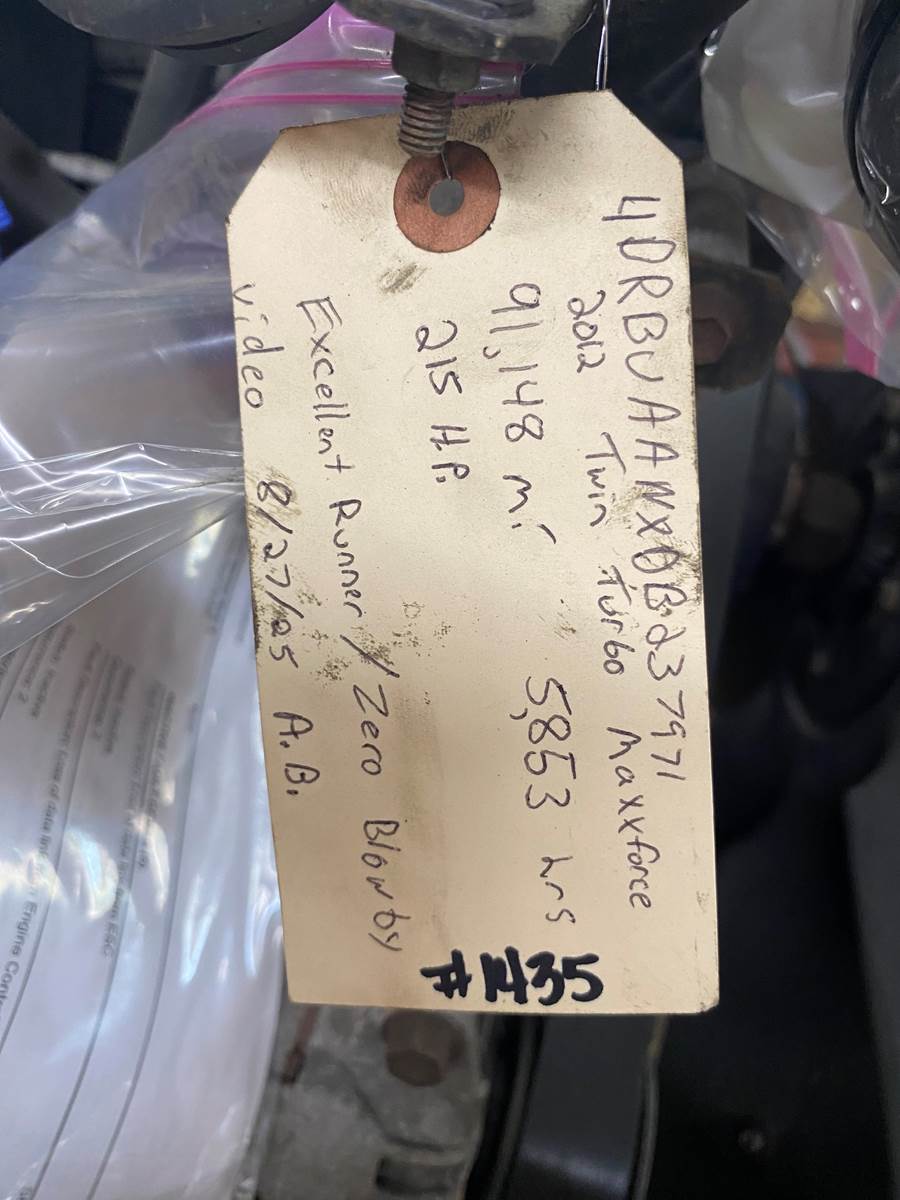 4DRBUAANXDB237971
2012 Twin Turbo Maxxforce
91,148 mi 5,853 hrs
215 H.P.
Excellent Runner / Zero Blowby
video 8/27/25 A.B.
#1435